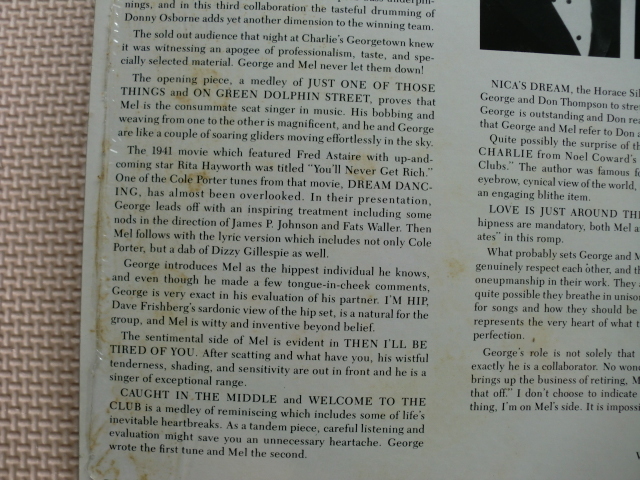 nings, and in this third collaboration the tasteful drumming of
Donny Osborne adds yet another dimension to the winning team.
The sold out audience that night at Charlie's Georgetown knew
it was witnessing an apogee of professionalism, taste, and spe-
cially selected material. George and Mel never let them down!
The opening piece, a medley of JUST ONE OF THOSE
THINGS and ON GREEN DOLPHIN STREET, proves that
Mel is the consummate scat singer in music. His bobbing and
weaving from one to the other is magnificent, and he and George
are like a couple of soaring gliders moving effortlessly in the sky.
The 1941 movie which featured Fred Astaire with up-and-
coming star Rita Hayworth was titled "You'll Never Get Rich."
One of the Cole Porter tunes from that movie, DREAM DANC-
ING, has almost been overlooked. In their presentation,
George leads off with an inspiring treatment including some
nods in the direction of James P. Johnson and Fats Waller. Then
Mel follows with the lyric version which includes not only Cole
Porter, but a dab of Dizzy Gillespie as well.
George introduces Mel as the hippest individual he knows,
and even though he made a few tongue-in-cheek comments,
George is very exact in his evaluation of his partner. I'M HIP,
Dave Frishberg's sardonic view of the hip set, is a natural for the
group, and Mel is witty and inventive beyond belief.
The sentimental side of Mel is evident in THEN I'LL BE
TIRED OF YOU. After scatting and what have you, his wistful
tenderness, shading, and sensitivity are out in front and he is a
singer of exceptional range.
CAUGHT IN THE MIDDLE and WELCOME TO THE
CLUB is a medley of reminiscing which includes some of life's
inevitable heartbreaks. As a tandem piece, careful listening and
evaluation might save you an unnecessary heartache. George
wrote the first tune and Mel the second.
NICA'S DREAM, the Horace Sil
George and Don Thompson to stre
George is outstanding and Don rea
that George and Mel refer to Don a
Quite possibly the surprise of th
CHARLIE from Noel Coward's
Clubs." The author was famous fo
eyebrow, cynical view of the world,
an engaging blithe item.
LOVE IS JUST AROUND THE
hipness are mandatory, both Mel a
ates" in this romp.
What probably sets George and M
genuinely respect each other, and th
oneupmanship in their work. They a
quite possible they breathe in uniso
for songs and how they should be
represents the very heart of what t
perfection.
George's role is not solely that
exactly he is a collaborator. No wond
brings up the business of retiring, M
that off." I don't choose to indicate
thing, I'm on Mel's side. It is impossi